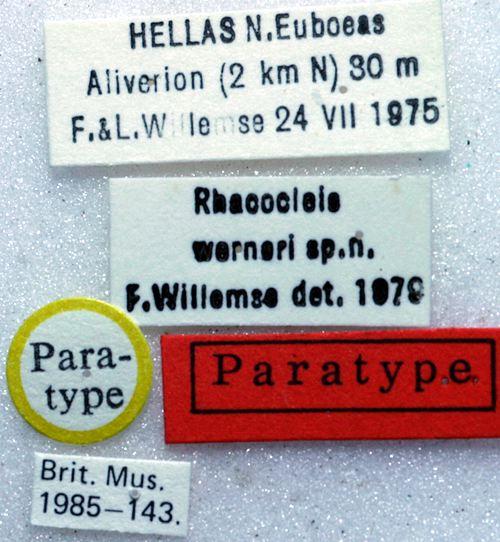 HELLAS N.Euboeas
Aliverion (2 km N) 30 m
F.&L.Willemse 24 VII 1975
Rhacocleis
werneri sp.n.
F.Willemse det. 1979
Para-
type
Paratype.
Brit. Mus.
1985–143.